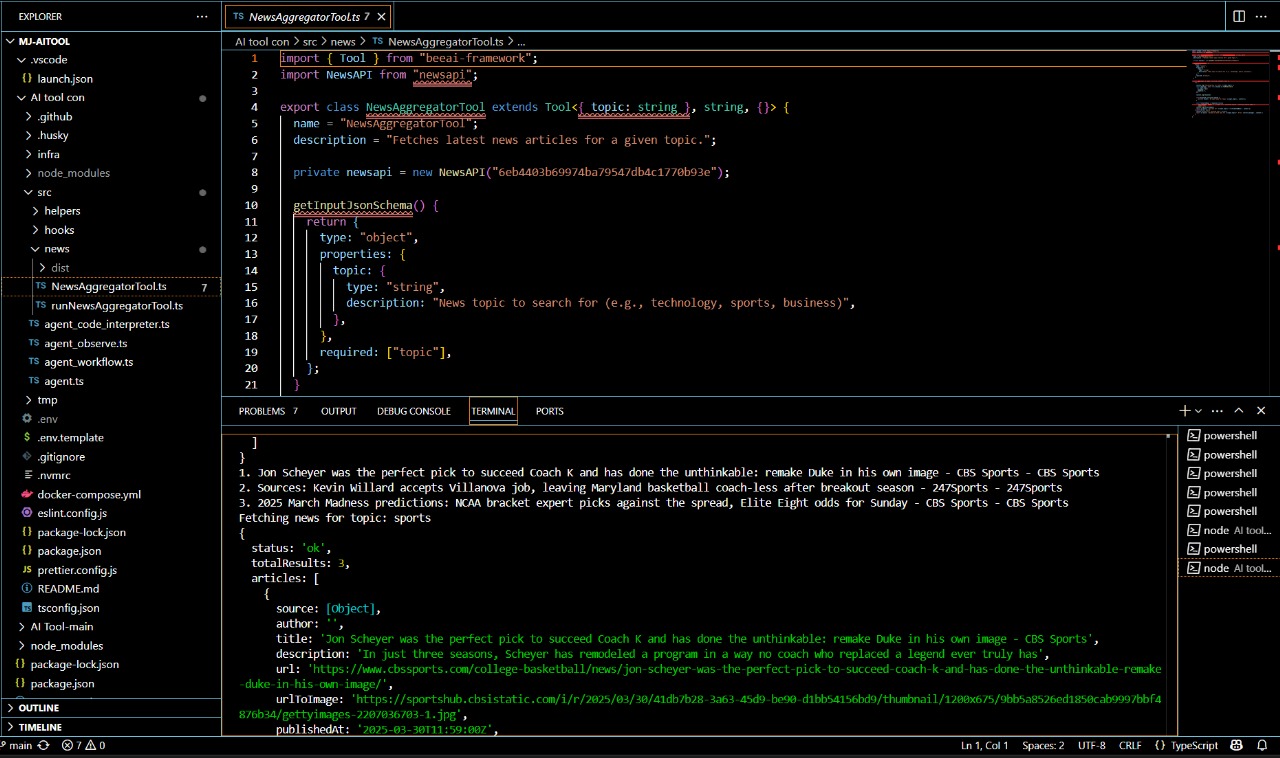 EXPLORER
MJ-AITOOL
.vscode
launch.json
AI tool con
.github
.husky
infra
node_modules
src
helpers
hooks
news
dist
TS NewsAggregatorTool.ts 7
TS runNewsAggregatorTool.ts
TS agent_code_interpreter.ts
TS agent_observe.ts
TS agent_workflow.ts
TS agent.ts
tmp
.env
$ .env.template
.gitignore
.nvmrc
docker-compose.yml
eslint.config.js
{} package-lock.json
{} package.json
JS prettier.config.js
README.md
tsconfig.json
AI Tool-main
node_modules
{} package-lock.json
{} package.json
OUTLINE
TIMELINE
TS NewsAggregatorTool.ts 7
AI tool con > src > news > TS NewsAggregatorTool.ts > ...
1 import { Tool } from "beeai-framework";
2 import NewsAPI from "newsapi";
3
4 export class NewsAggregatorTool extends Tool<{ topic: string }, string, {}> {
5 name = "NewsAggregatorTool";
6 description = "Fetches latest news articles for a given topic.";
7
8 private newsapi = new NewsAPI("6eb4403b69974ba79547db4c1770b93e");
9
10 getInputJsonSchema() {
11 return {
12 type: "object",
13 properties: {
14 topic: {
15 type: "string",
16 description: "News topic to search for (e.g., technology, sports, business)",
17 },
18 },
19 required: ["topic"],
20 };
21 }
PROBLEMS 7 OUTPUT DEBUG CONSOLE TERMINAL PORTS
]
}
1. Jon Scheyer was the perfect pick to succeed Coach K and has done the unthinkable: remake Duke in his own image - CBS Sports - CBS Sports
2. Sources: Kevin Willard accepts Villanova job, leaving Maryland basketball coach-less after breakout season - 247Sports - 247Sports
3. 2025 March Madness predictions: NCAA bracket expert picks against the spread, Elite Eight odds for Sunday - CBS Sports - CBS Sports
Fetching news for topic: sports
{
status: 'ok',
totalResults: 3,
articles: [
{
source: [Object],
author: '',
title: 'Jon Scheyer was the perfect pick to succeed Coach K and has done the unthinkable: remake Duke in his own image - CBS Sports',
description: 'In just three seasons, Scheyer has remodeled a program in a way no coach who replaced a legend ever truly has',
url: 'https://www.cbssports.com/college-basketball/news/jon-scheyer-was-the-perfect-pick-to-succeed-coach-k-and-has-done-the-unthinkable-remake
-duke-in-his-own-image/',
urlToImage: 'https://sportshub.cbsistatic.com/i/r/2025/03/30/41db7b28-3a63-45d9-be90-d1bb54156bd9/thumbnail/1200x675/9bb5a8526ed1850cab9997bbf4
876b34/gettyimages-2207036703-1.jpg',
publishedAt: '2025-03-30T11:59:00Z',
powershell
powershell
powershell
powershell
powershell
node AI tool...
powershell
node AI tool...
main 7 0 Ln 1, Col 1 Spaces: 2 UTF-8 CRLF {} TypeScript